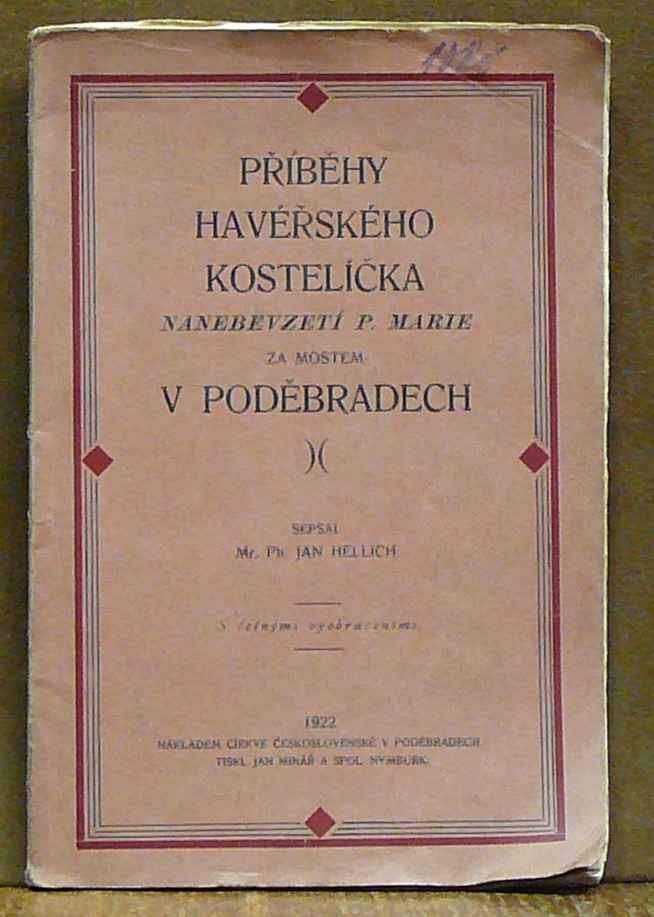 PŘÍBĚHY
HAVÉŘSKÉHO
KOSTELÍČKA
NANEBEVZETÍ P. MARIE
ZA MOSTEM
V PODĚBRADECH
)(
SEPSAL
Mr. Ph. JAN HELLICH
S četnými vyobrazeními.
1922
NÁKLADEM CÍRKVE ČESKOSLOVENSKÉ V PODĚBRADECH
TISKL JAN MINÁŘ A SPOL. NYMBURK.